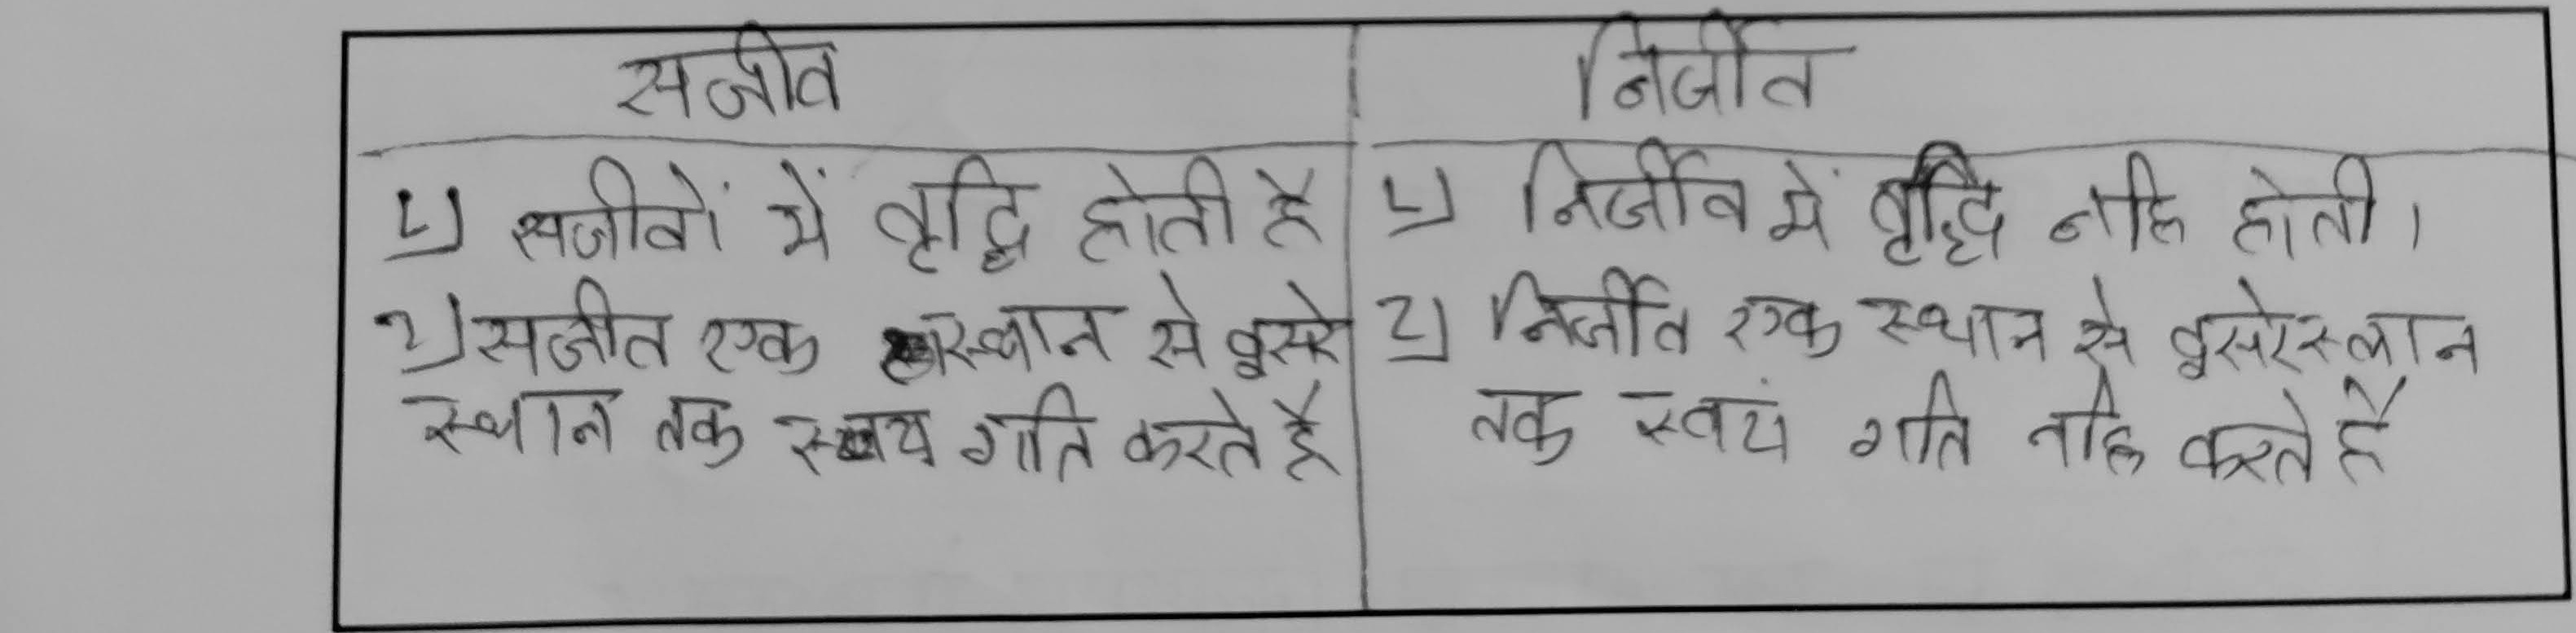 सजीव
निर्जीव
1) सजीवों में वृद्धि होती है
2) सजीव एक स्थान से दूसरे
स्थान तक स्वय गति करते है
1) निर्जीव में वृद्धि नहि होती।
2) निर्जीव एक स्थान से दूसरे स्थान
तक स्वयं गति नहि करते है